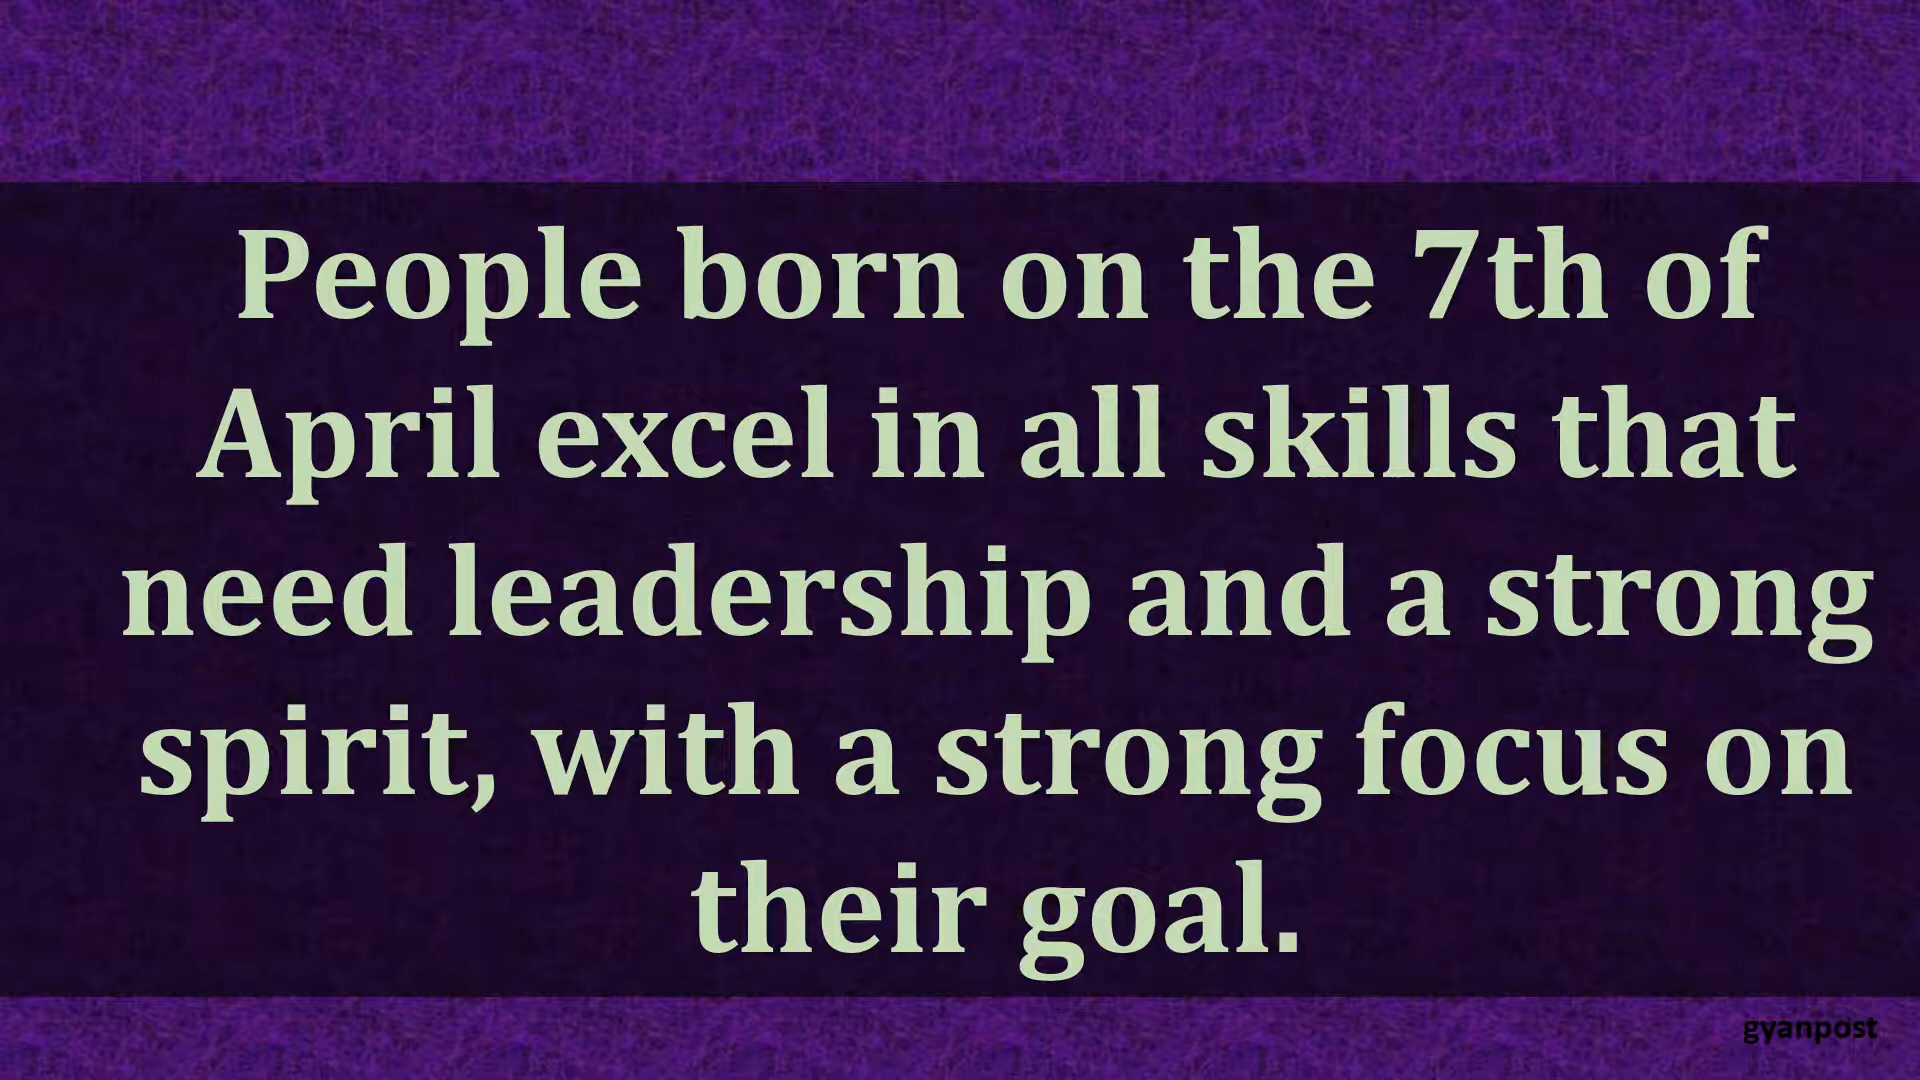 People born on the 7th of
April excel in all skills that
need leadership and a strong
spirit, with a strong focus on
their goal.
gyanpost